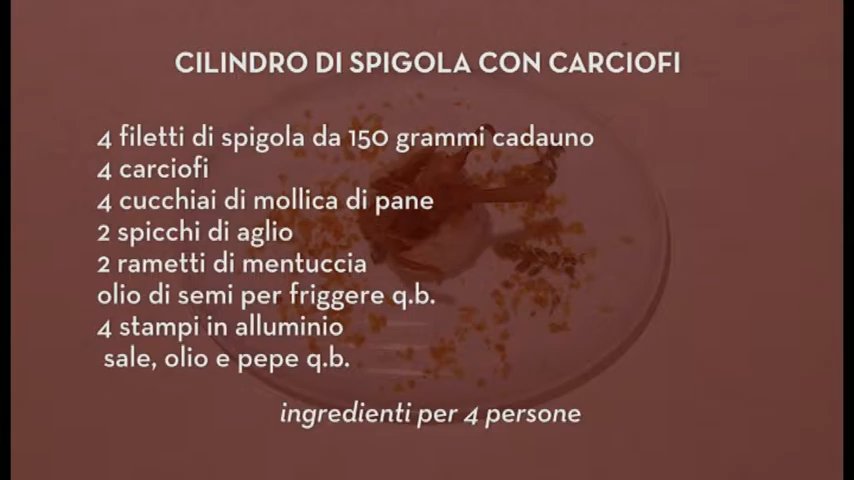 CILINDRO DI SPIGOLA CON CARCIOFI
4 filetti di spigola da 150 grammi cadauno
4 carciofi
4 cucchiai di mollica di pane
2 spicchi di aglio
2 rametti di mentuccia
olio di semi per friggere q.b.
4 stampi in alluminio
sale, olio e pepe q.b.
ingredienti per 4 persone